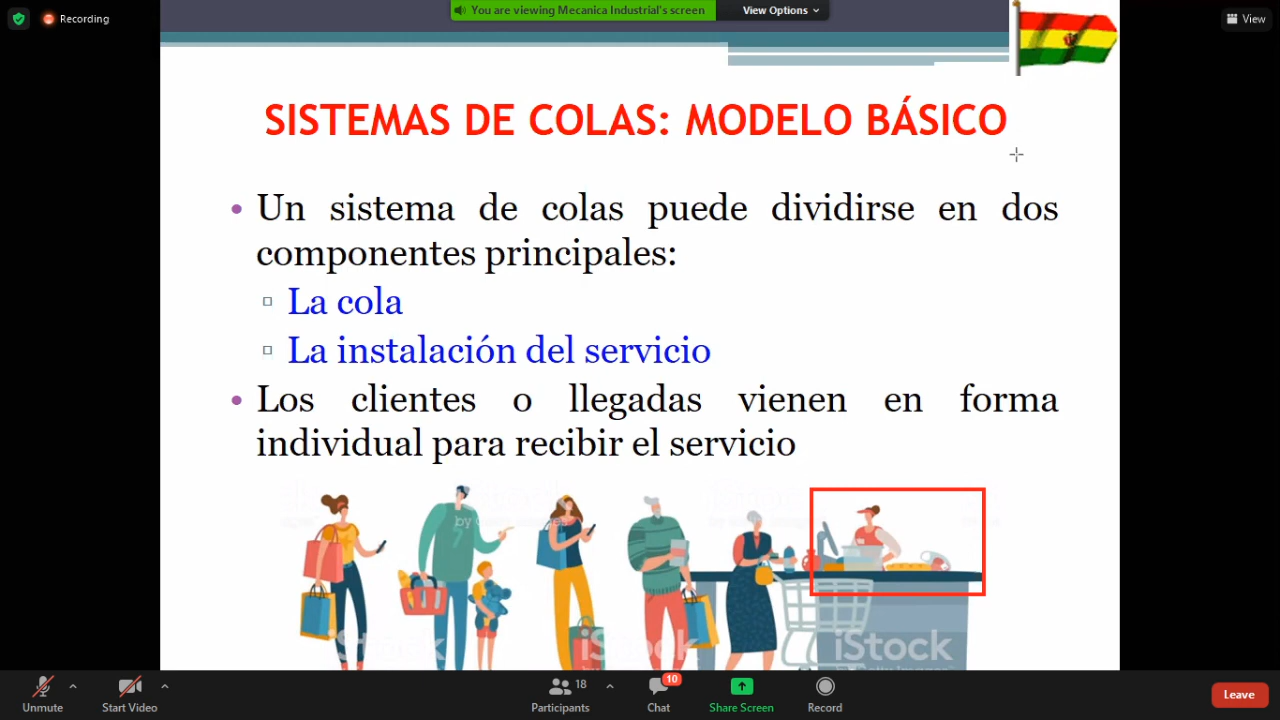 Recording
You are viewing Mecanica Industrial's screen
View Options
View
SISTEMAS DE COLAS: MODELO BÁSICO
• Un sistema de colas puede dividirse en dos
componentes principales:
La cola
La instalación del servicio
• Los clientes o llegadas vienen en forma
individual para recibir el servicio
iStock
iStock
iStock
Unmute
Start Video
18
Participants
10
Chat
Share Screen
Record
Leave